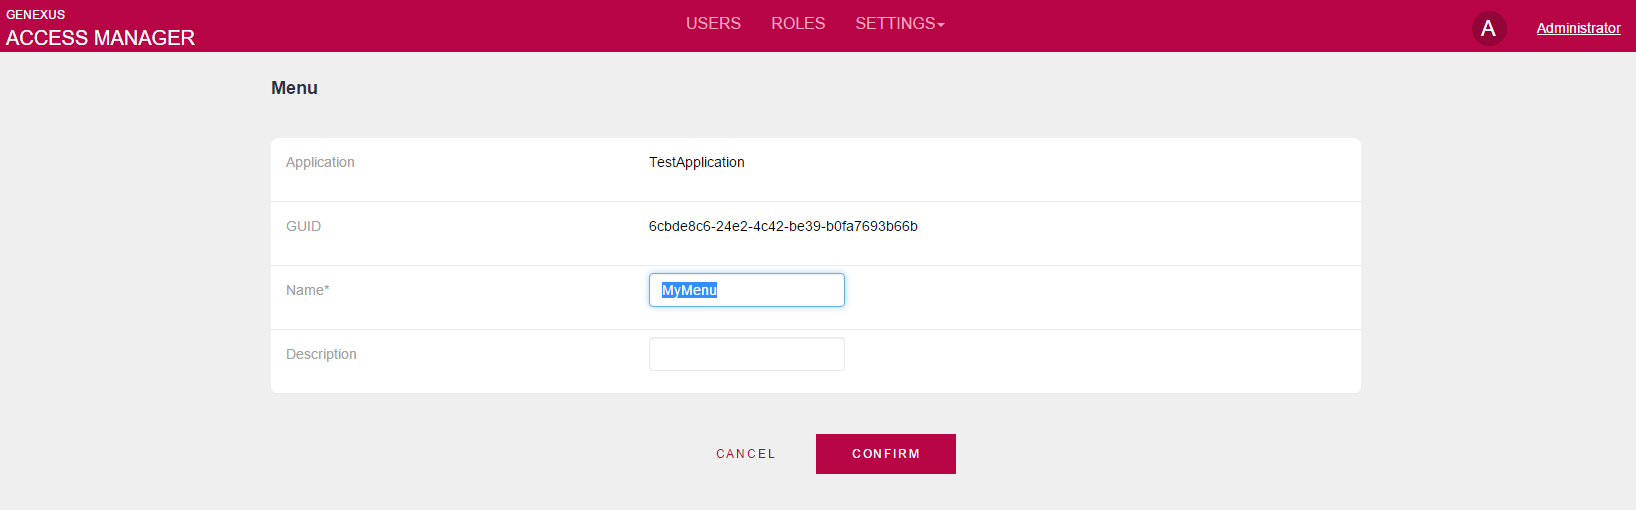 GENEXUS
ACCESS MANAGER
USERS ROLES SETTINGS
A Administrator
Menu
Application TestApplication
GUID 6cbde8c6-24e2-4c42-be39-b0fa7693b66b
Name* MyMenu
Description
CANCEL CONFIRM